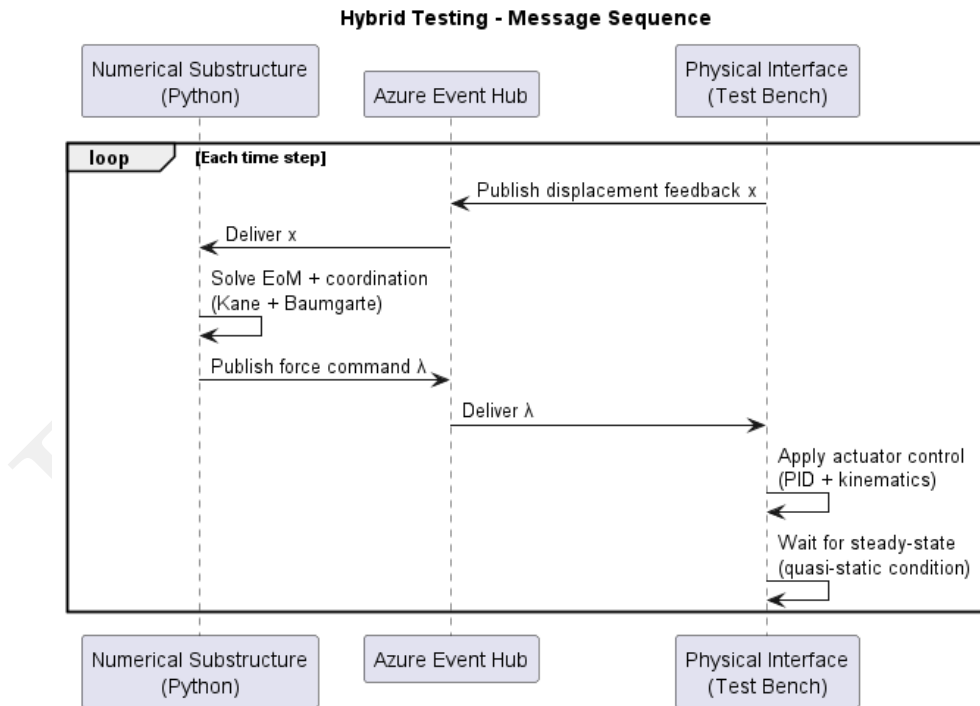 Hybrid Testing - Message Sequence
Numerical Substructure
(Python)
Azure Event Hub
Physical Interface
(Test Bench)
loop
[Each time step]
Publish displacement feedback x
Deliver x
Solve EoM + coordination
(Kane + Baumgarte)
Publish force command λ
Deliver λ
Apply actuator control
(PID + kinematics)
Wait for steady-state
(quasi-static condition)
Numerical Substructure
(Python)
Azure Event Hub
Physical Interface
(Test Bench)